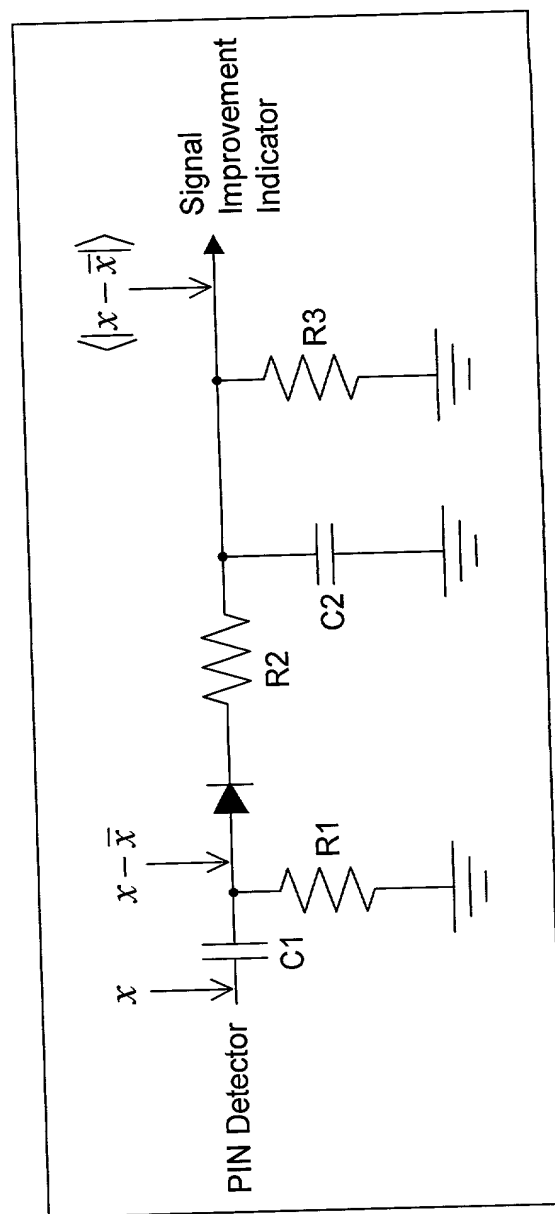 PIN Detector
x
C1
x − x̅
R1
R2
C2
R3
⟨|x − x̅|⟩
Signal
Improvement
Indicator